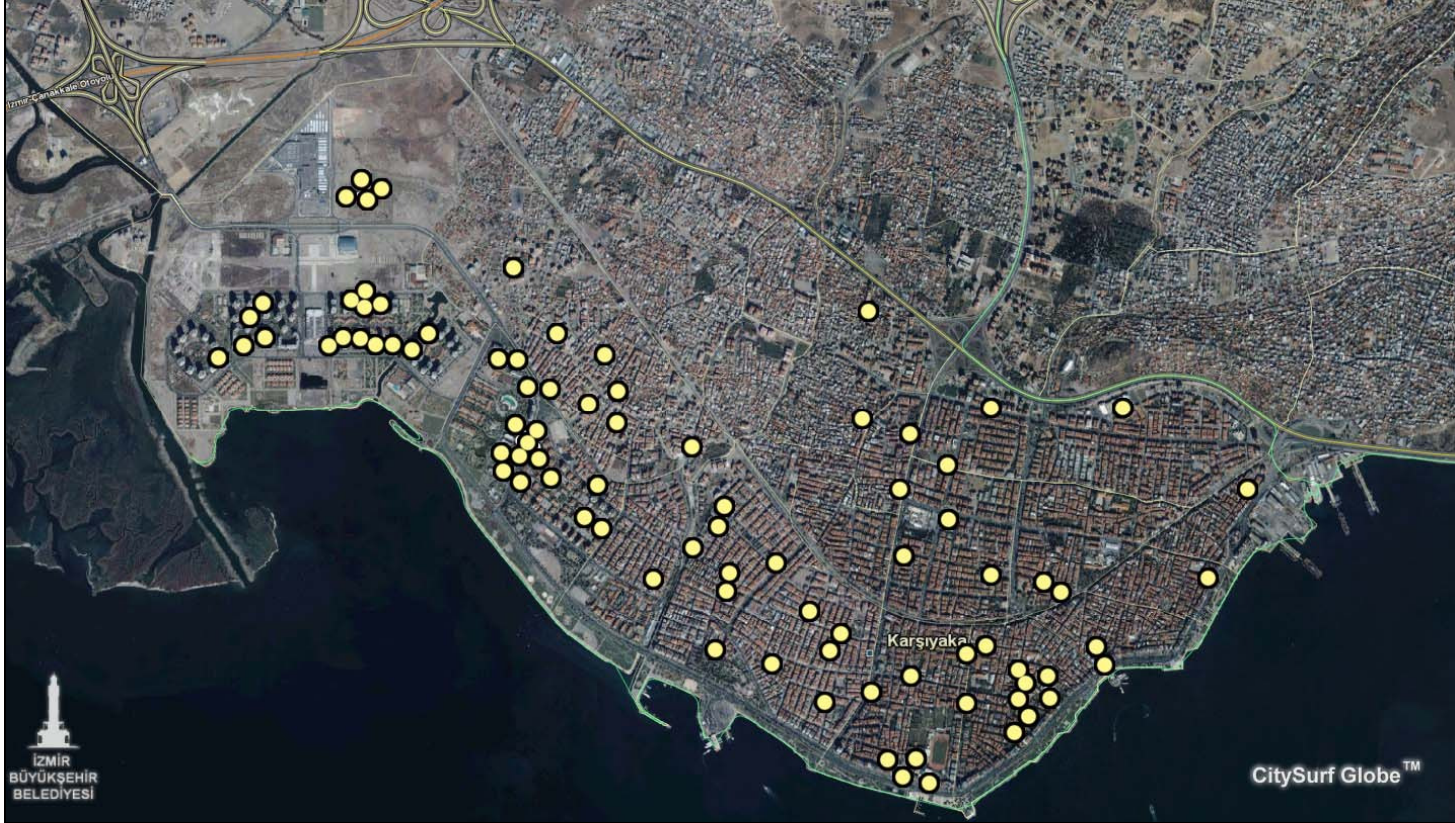 İzmir-Çanakkale Otoyolu
Karşıyaka
İZMİR
BÜYÜKŞEHİR
BELEDİYESİ
CitySurf Globe™